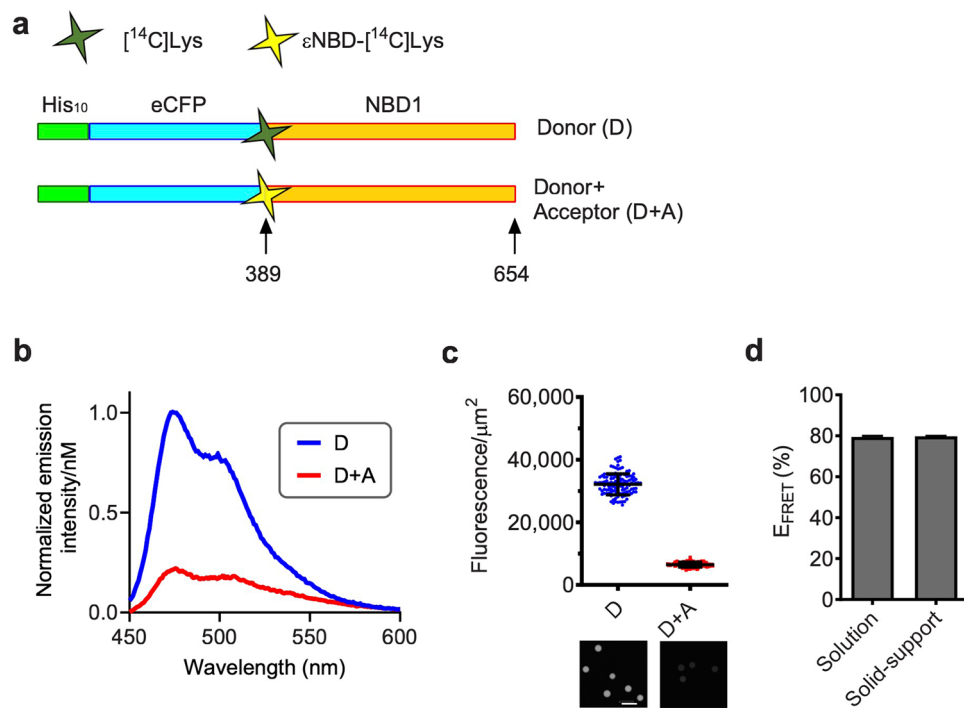 a
[¹⁴C]Lys
εNBD-[¹⁴C]Lys
His₁₀
eCFP
NBD1
Donor (D)
Donor+
Acceptor (D+A)
389
654
b
Normalized emission
intensity/nM
1.0
0.5
0.0
450
500
550
600
Wavelength (nm)
D
D+A
c
Fluorescence/μm²
60,000
40,000
20,000
0
D
D+A
d
E_FRET (%)
100
80
60
40
20
0
Solution
Solid-support